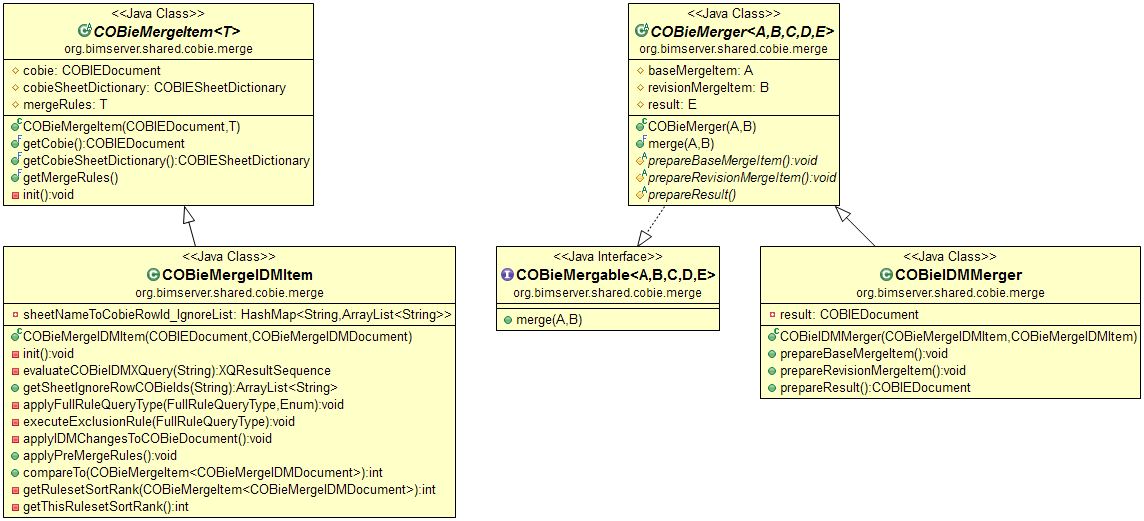 <<Java Class>>
COBieMergeItem<T>
org.bimserver.shared.cobie.merge
cobie: COBIEDocument
cobieSheetDictionary: COBIESheetDictionary
mergeRules: T
COBieMergeItem(COBIEDocument,T)
getCobie():COBIEDocument
getCobieSheetDictionary():COBIESheetDictionary
getMergeRules()
init():void
<<Java Class>>
COBieMerger<A,B,C,D,E>
org.bimserver.shared.cobie.merge
baseMergeItem: A
revisionMergeItem: B
result: E
COBieMerger(A,B)
merge(A,B)
prepareBaseMergeItem():void
prepareRevisionMergeItem():void
prepareResult()
<<Java Class>>
COBieMergeIDMItem
org.bimserver.shared.cobie.merge
sheetNameToCobieRowId_IgnoreList: HashMap<String,ArrayList<String>>
COBieMergeIDMItem(COBIEDocument,COBieMergeIDMDocument)
init():void
evaluateCOBieIDMXQuery(String):XQResultSequence
getSheetIgnoreRowCOBieIds(String):ArrayList<String>
applyFullRuleQueryType(FullRuleQueryType,Enum):void
executeExclusionRule(FullRuleQueryType):void
applyIDMChangesToCOBieDocument():void
applyPreMergeRules():void
compareTo(COBieMergeItem<COBieMergeIDMDocument>):int
getRulesetSortRank(COBieMergeItem<COBieMergeIDMDocument>):int
getThisRulesetSortRank():int
<<Java Interface>>
COBieMergable<A,B,C,D,E>
org.bimserver.shared.cobie.merge
merge(A,B)
<<Java Class>>
COBieIDMMerger
org.bimserver.shared.cobie.merge
result: COBIEDocument
COBieIDMMerger(COBieMergeIDMItem,COBieMergeIDMItem)
prepareBaseMergeItem():void
prepareRevisionMergeItem():void
prepareResult():COBIEDocument